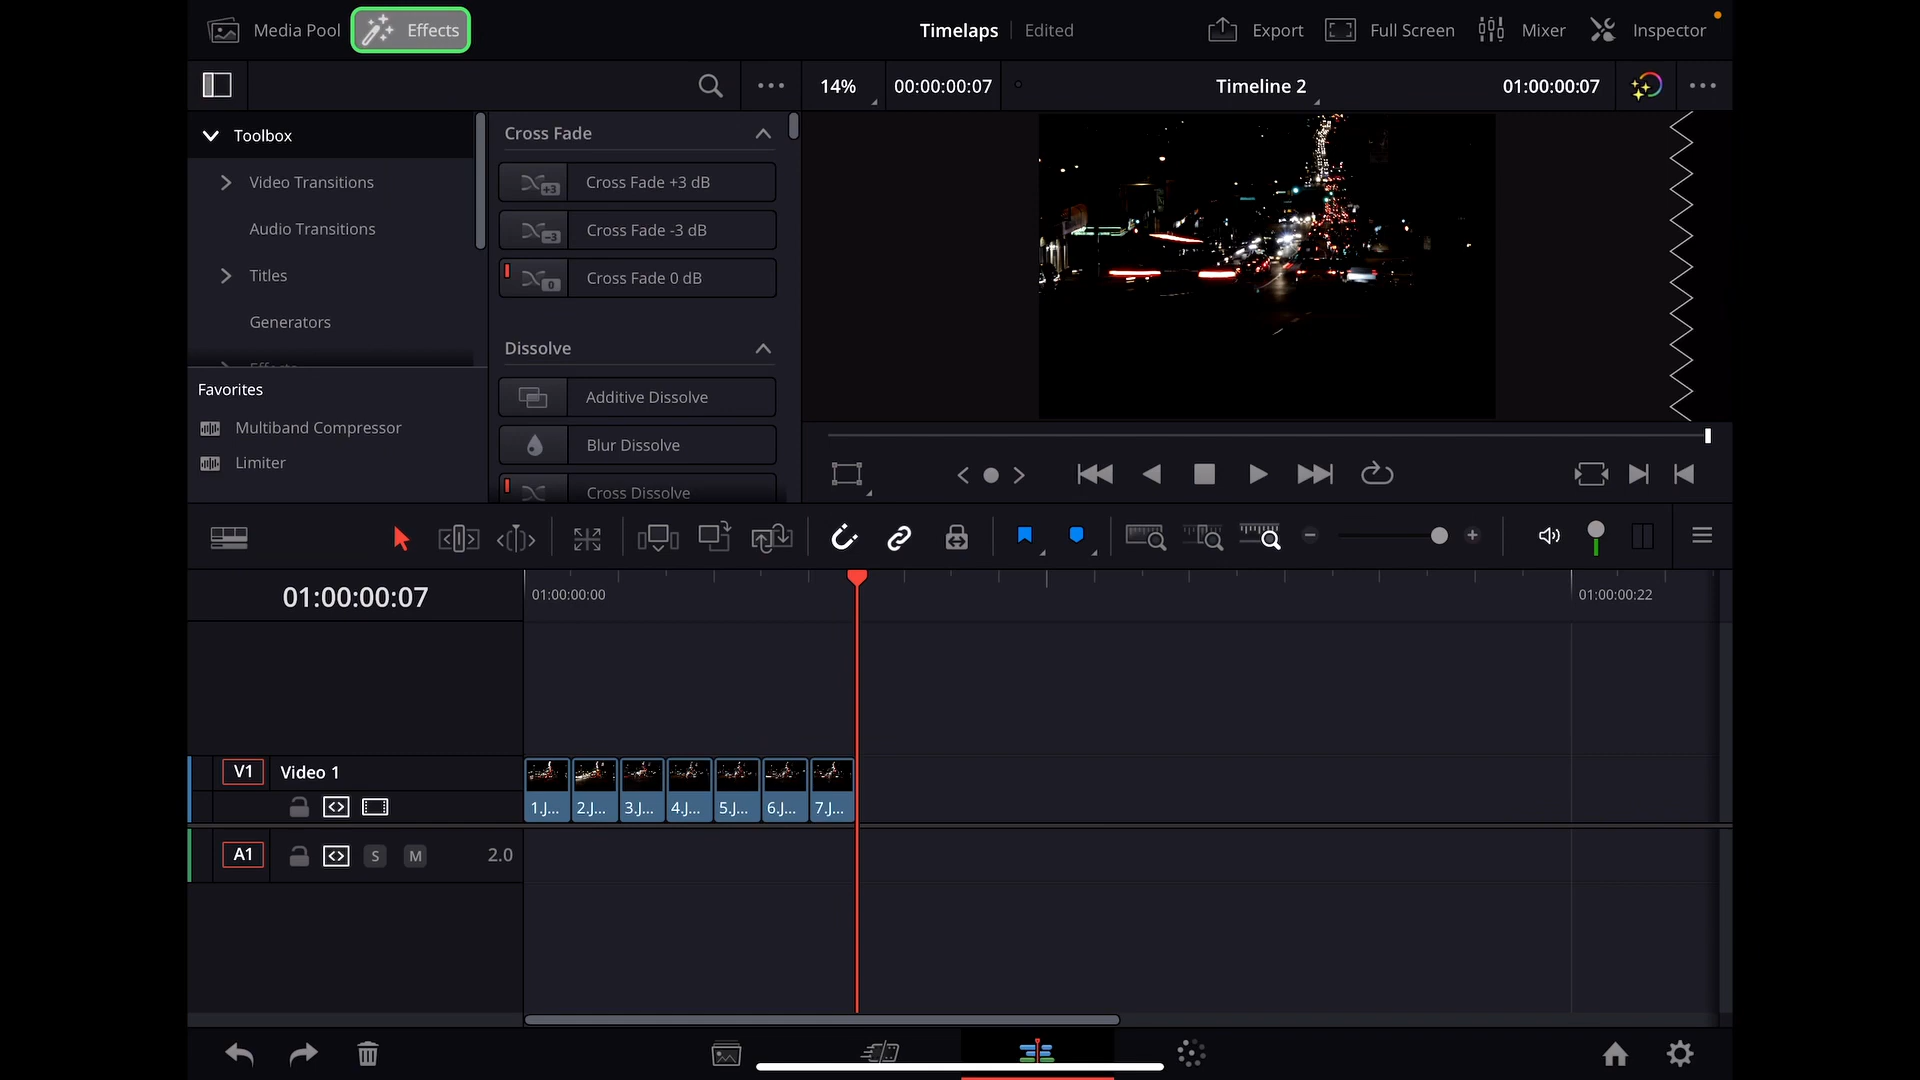 Media Pool
Effects
Timelaps
Edited
Export
Full Screen
Mixer
Inspector
14%
00:00:00:07
Timeline 2
01:00:00:07
Toolbox
Video Transitions
Audio Transitions
Titles
Generators
Effects
Favorites
Multiband Compressor
Limiter
Cross Fade
+3
Cross Fade +3 dB
-3
Cross Fade -3 dB
0
Cross Fade 0 dB
Dissolve
Additive Dissolve
Blur Dissolve
Cross Dissolve
01:00:00:07
01:00:00:00
01:00:00:22
V1
Video 1
1.J...
2.J...
3.J...
4.J...
5.J...
6.J...
7.J...
A1
S
M
2.0